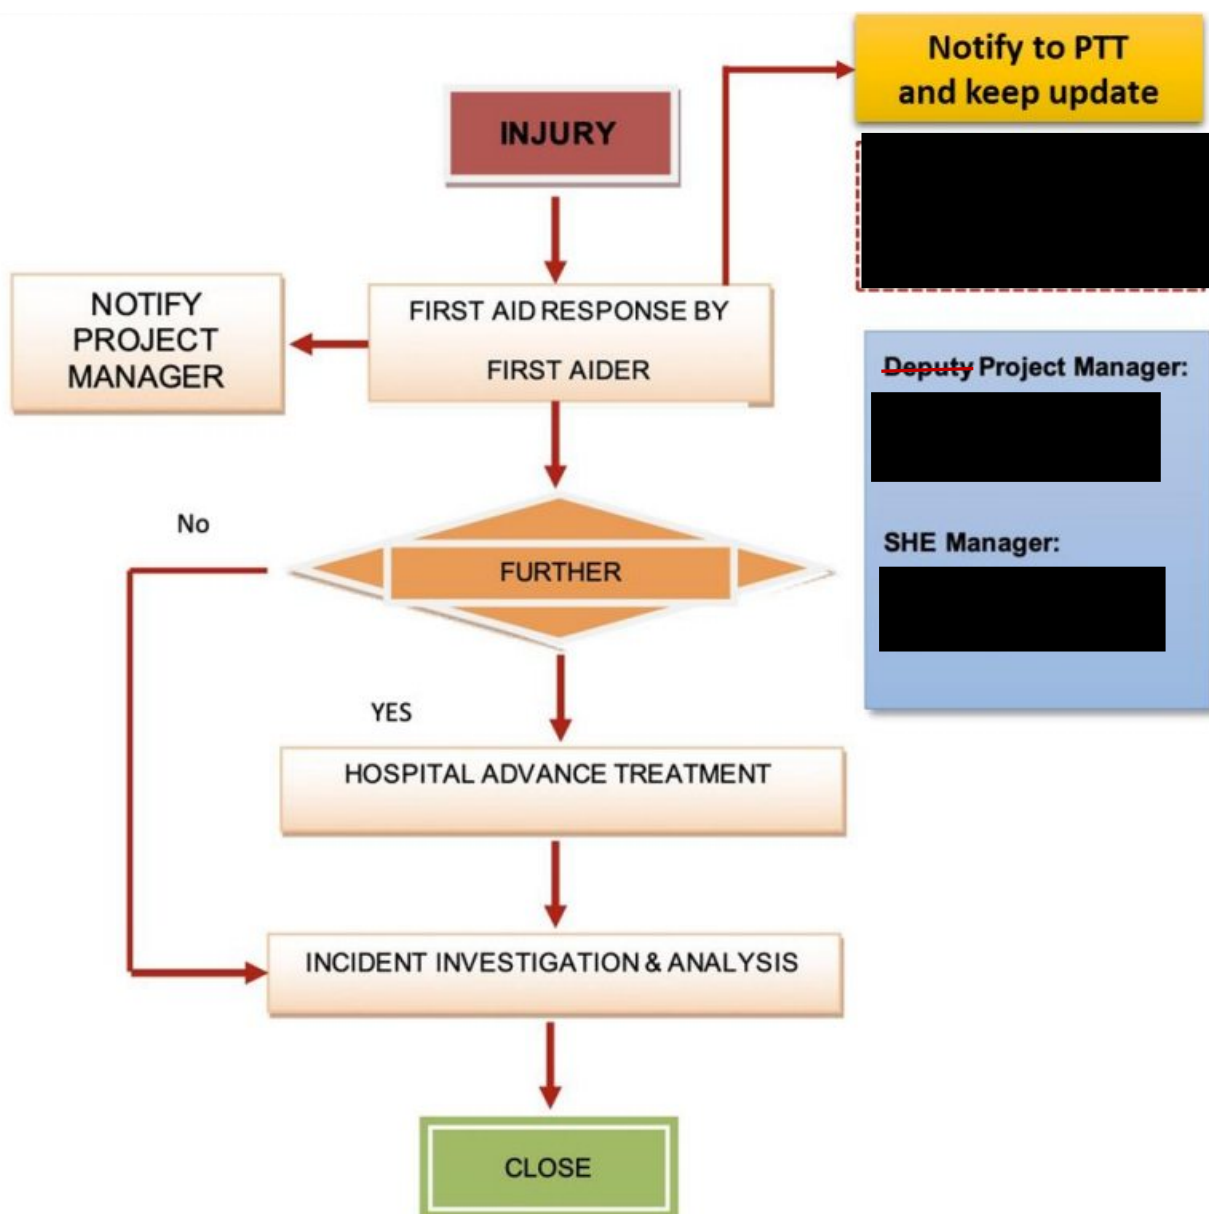 Notify to PTT
and keep update
INJURY
NOTIFY
PROJECT
MANAGER
FIRST AID RESPONSE BY
FIRST AIDER
Deputy Project Manager:
No
FURTHER
SHE Manager:
YES
HOSPITAL ADVANCE TREATMENT
INCIDENT INVESTIGATION & ANALYSIS
CLOSE